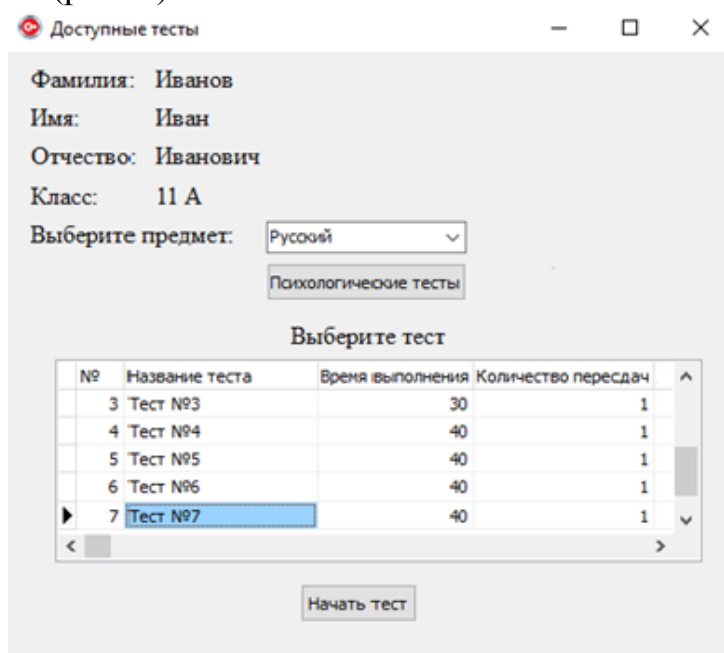 Доступные тесты
Фамилия: Иванов
Имя: Иван
Отчество: Иванович
Класс: 11 А
Выберите предмет: Русский
Психологические тесты
Выберите тест
№ Название теста Время выполнения Количество пересдач
3 Тест №3 30 1
4 Тест №4 40 1
5 Тест №5 40 1
6 Тест №6 40 1
7 Тест №7 40 1
Начать тест